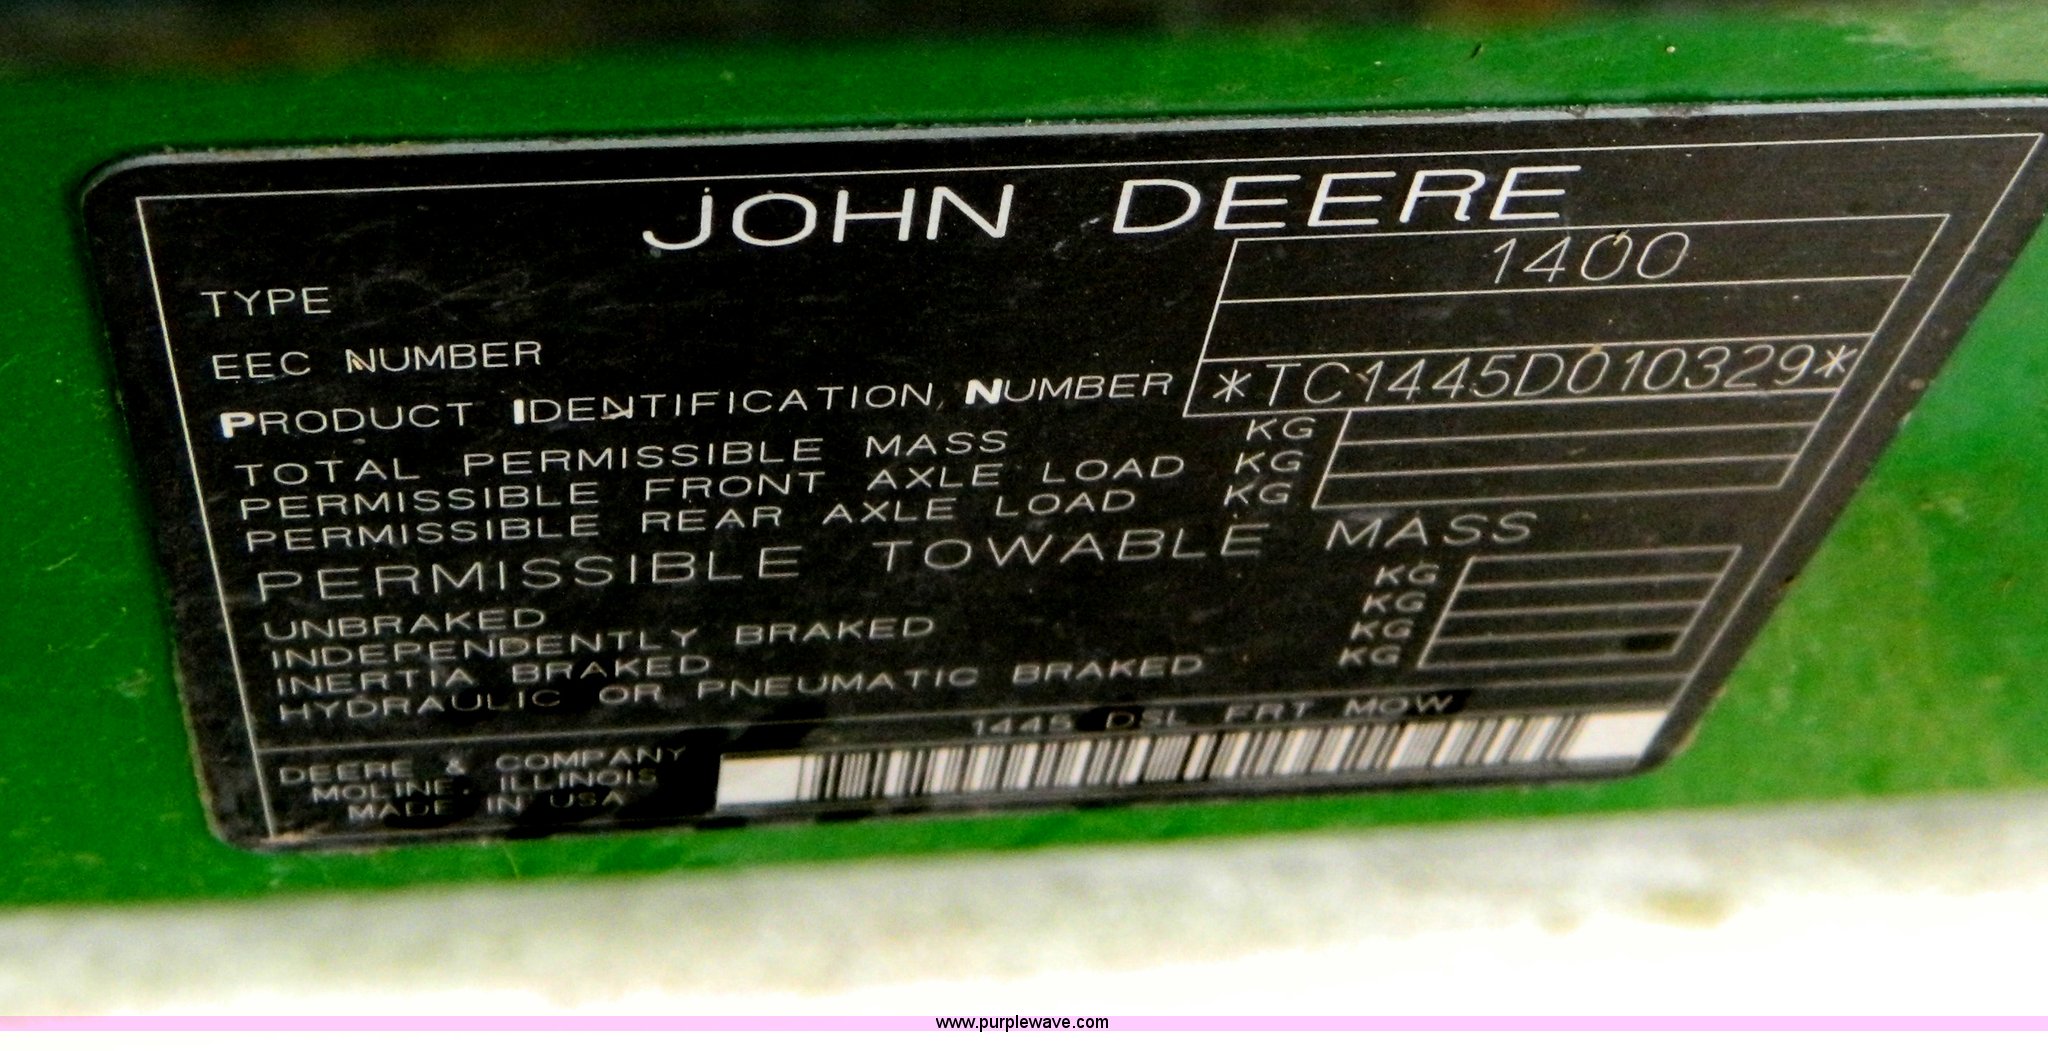 JOHN DEERE
TYPE 1400
EEC NUMBER
PRODUCT IDENTIFICATION NUMBER *TC1445D010329*
TOTAL PERMISSIBLE MASS KG
PERMISSIBLE FRONT AXLE LOAD KG
PERMISSIBLE REAR AXLE LOAD KG
PERMISSIBLE TOWABLE MASS
UNBRAKED KG
INDEPENDENTLY BRAKED KG
INERTIA BRAKED KG
HYDRAULIC OR PNEUMATIC BRAKED KG
1445 DSL FRT MOW
DEERE & COMPANY
MOLINE, ILLINOIS
MADE IN USA
www.purplewave.com